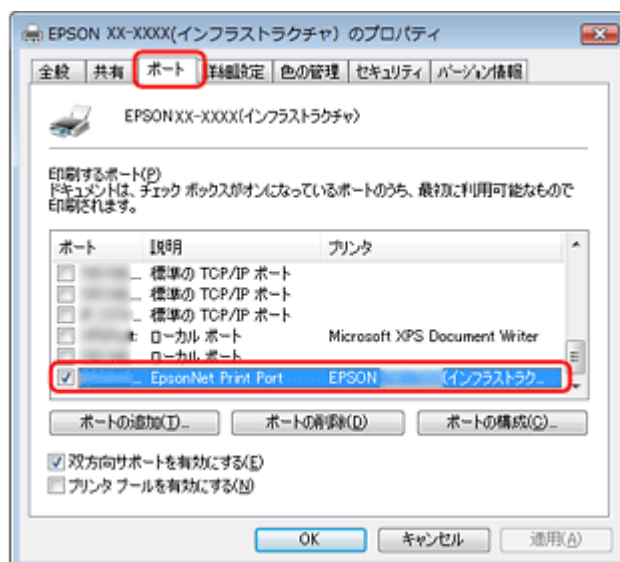 EPSON XX-XXXX(インフラストラクチャ) のプロパティ
全般 共有 ポート 詳細設定 色の管理 セキュリティ バージョン情報
EPSON XX-XXXX(インフラストラクチャ)
印刷するポート(P)
ドキュメントは、チェック ボックスがオンになっているポートのうち、最初に利用可能なもので
印刷されます。
ポート 説明 プリンタ
... 標準の TCP/IP ポート
... 標準の TCP/IP ポート
... 標準の TCP/IP ポート
ローカル ポート Microsoft XPS Document Writer
ローカル ポート
... EpsonNet Print Port EPSON (インフラストラク...
ポートの追加(T)... ポートの削除(D) ポートの構成(C)...
双方向サポートを有効にする(E)
プリンタ プールを有効にする(N)
OK キャンセル 適用(A)